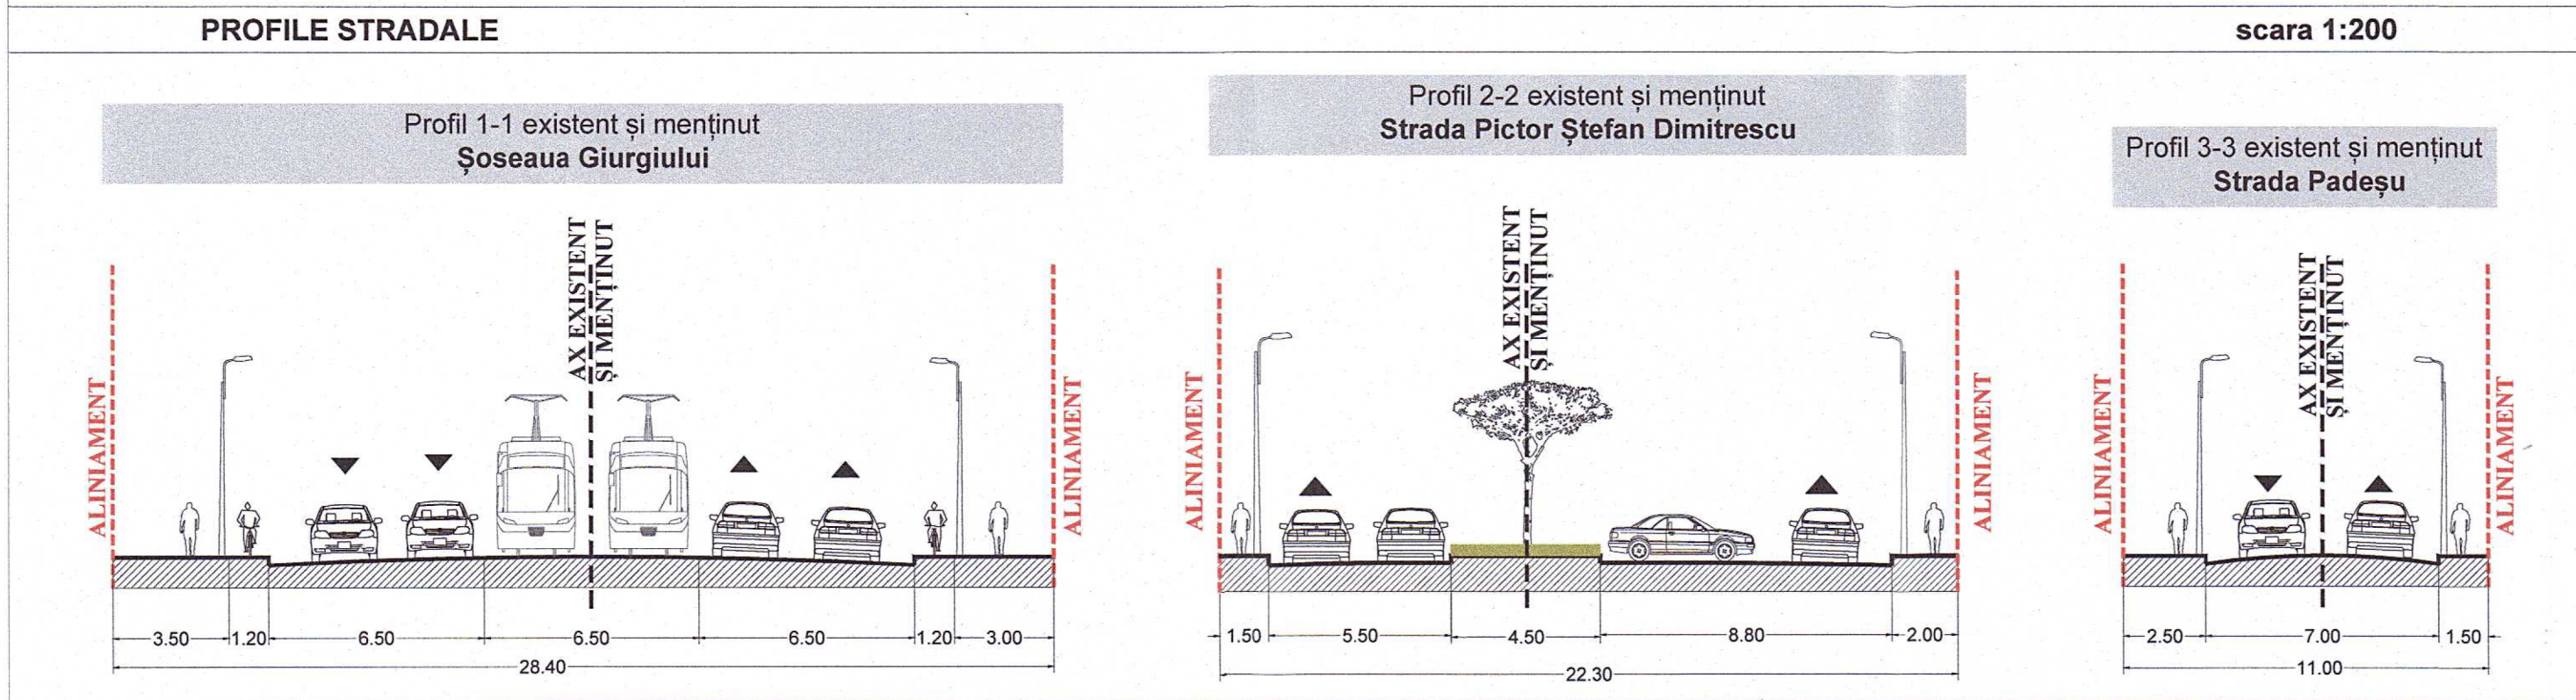 PROFILE STRADALE
scara 1:200
Profil 1-1 existent și menținut
Șoseaua Giurgiului
ALINIAMENT
AX EXISTENT
ȘI MENȚINUT
ALINIAMENT
3.50 1.20 6.50 6.50 6.50 1.20 3.00
28.40
Profil 2-2 existent și menținut
Strada Pictor Ștefan Dimitrescu
ALINIAMENT
AX EXISTENT
ȘI MENȚINUT
ALINIAMENT
1.50 5.50 4.50 8.80 2.00
22.30
Profil 3-3 existent și menținut
Strada Padeșu
ALINIAMENT
AX EXISTENT
ȘI MENȚINUT
ALINIAMENT
2.50 7.00 1.50
11.00